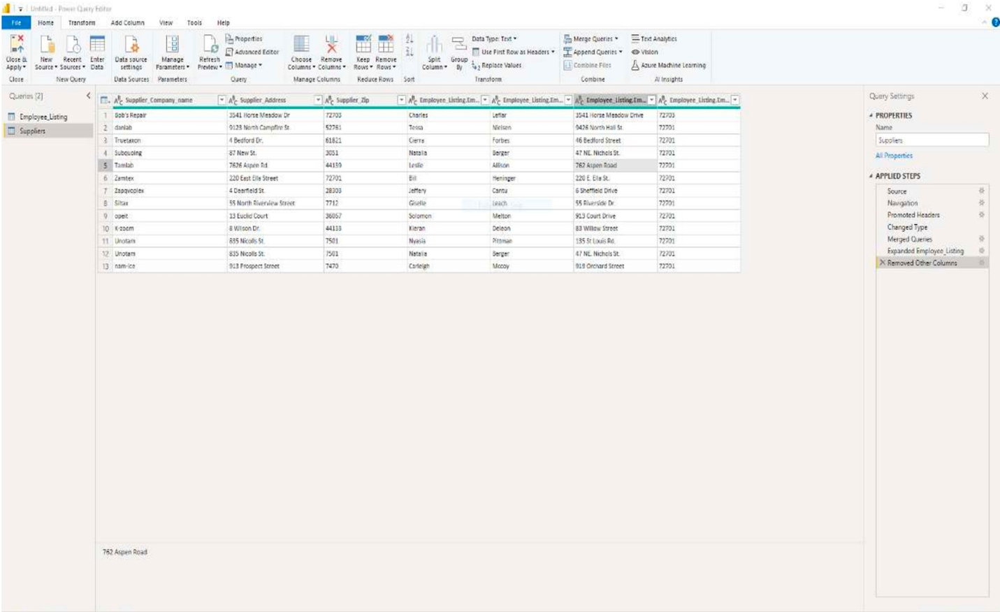 Untitled - Power Query Editor
File Home Transform Add Column View Tools Help
Close & Apply
New Source
Recent Sources
Enter Data
Data source settings
Manage Parameters
Refresh Preview
Properties
Advanced Editor
Manage
Choose Columns
Remove Columns
Keep Rows
Remove Rows
Split Column
Group By
Data Type: Text
Use First Row as Headers
Replace Values
Merge Queries
Append Queries
Combine Files
Text Analytics
Vision
Azure Machine Learning
Close New Query Data Sources Parameters Query Manage Columns Reduce Rows Sort Transform Combine AI Insights
Queries [2]
Employee_Listing
Suppliers
Supplier_Company_name Supplier_Address Supplier_Zip Employee_Listing.Em... Employee_Listing.Em... Employee_Listing.Em... Employee_Listing.Em...
1 Bob's Repair 3541 Horse Meadow Dr 72703 Charles Leflar 3541 Horse Meadow Drive 72703
2 danlab 9123 North Campfire St. 52761 Tessa Nielsen 9426 North Hall St. 72701
3 Truetaxon 4 Bedford Dr. 61821 Cierra Forbes 46 Bedford Street 72701
4 Subquoing 87 New St. 3051 Natalia Berger 47 NE. Nichols St. 72701
5 Tamlab 7626 Aspen Rd 44139 Leslie Allison 762 Aspen Road 72701
6 Zamtex 220 East Ella Street 72701 Bill Heninger 220 E. Ella St. 72701
7 Zapqvoplex 4 Deerfield St. 28303 Jeffery Cantu 6 Sheffield Drive 72701
8 Siltax 55 North Riverview Street 7712 Giselle Leach 55 Riverside Dr. 72701
9 opeit 13 Euclid Court 36067 Solomon Melton 913 Court Drive 72701
10 K-zoom 8 Wilson Dr. 44133 Kieran Deleon 83 Willow Street 72701
11 Unotam 835 Nicolls St. 7501 Nyasia Pittman 135 St Louis Rd. 72701
12 Unotam 835 Nicolls St. 7501 Natalia Berger 47 NE. Nichols St. 72701
13 nam-ice 913 Prospect Street 7470 Carleigh Mccoy 919 Orchard Street 72701
762 Aspen Road
Query Settings
PROPERTIES
Name
Suppliers
All Properties
APPLIED STEPS
Source
Navigation
Promoted Headers
Changed Type
Merged Queries
Expanded Employee_Listing
Removed Other Columns